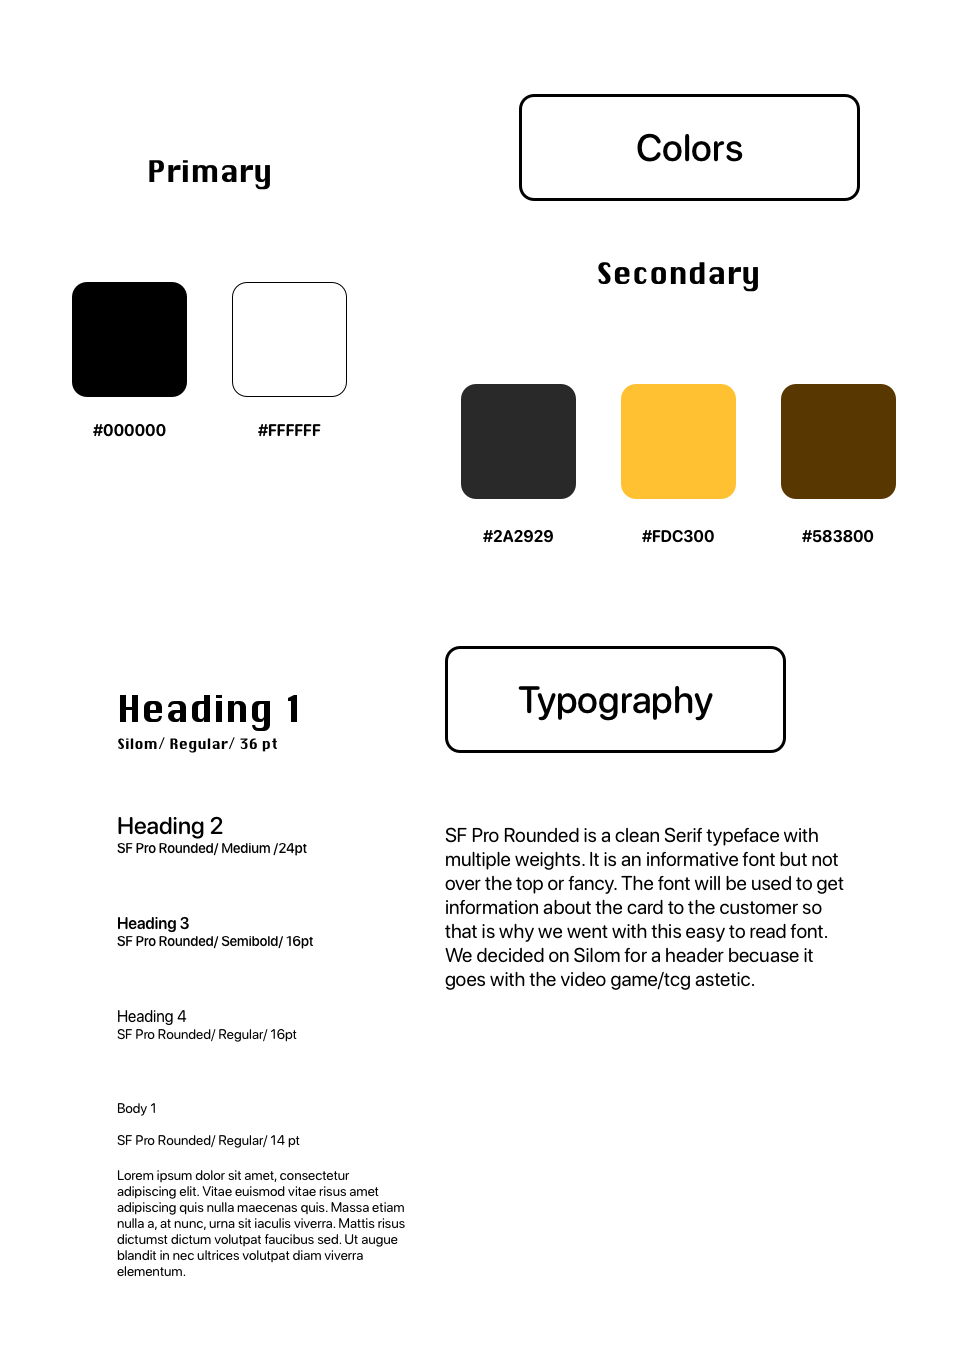 Colors
Primary
Secondary
#000000
#FFFFFF
#2A2929
#FDC300
#583800
Typography
Heading 1
Silom/ Regular/ 36 pt
Heading 2
SF Pro Rounded/ Medium /24pt
Heading 3
SF Pro Rounded/ Semibold/ 16pt
Heading 4
SF Pro Rounded/ Regular/ 16pt
Body 1
SF Pro Rounded/ Regular/ 14 pt
Lorem ipsum dolor sit amet, consectetur
adipiscing elit. Vitae euismod vitae risus amet
adipiscing quis nulla maecenas quis. Massa etiam
nulla a, at nunc, urna sit iaculis viverra. Mattis risus
dictumst dictum volutpat faucibus sed. Ut augue
blandit in nec ultrices volutpat diam viverra
elementum.
SF Pro Rounded is a clean Serif typeface with
multiple weights. It is an informative font but not
over the top or fancy. The font will be used to get
information about the card to the customer so
that is why we went with this easy to read font.
We decided on Silom for a header becuase it
goes with the video game/tcg astetic.